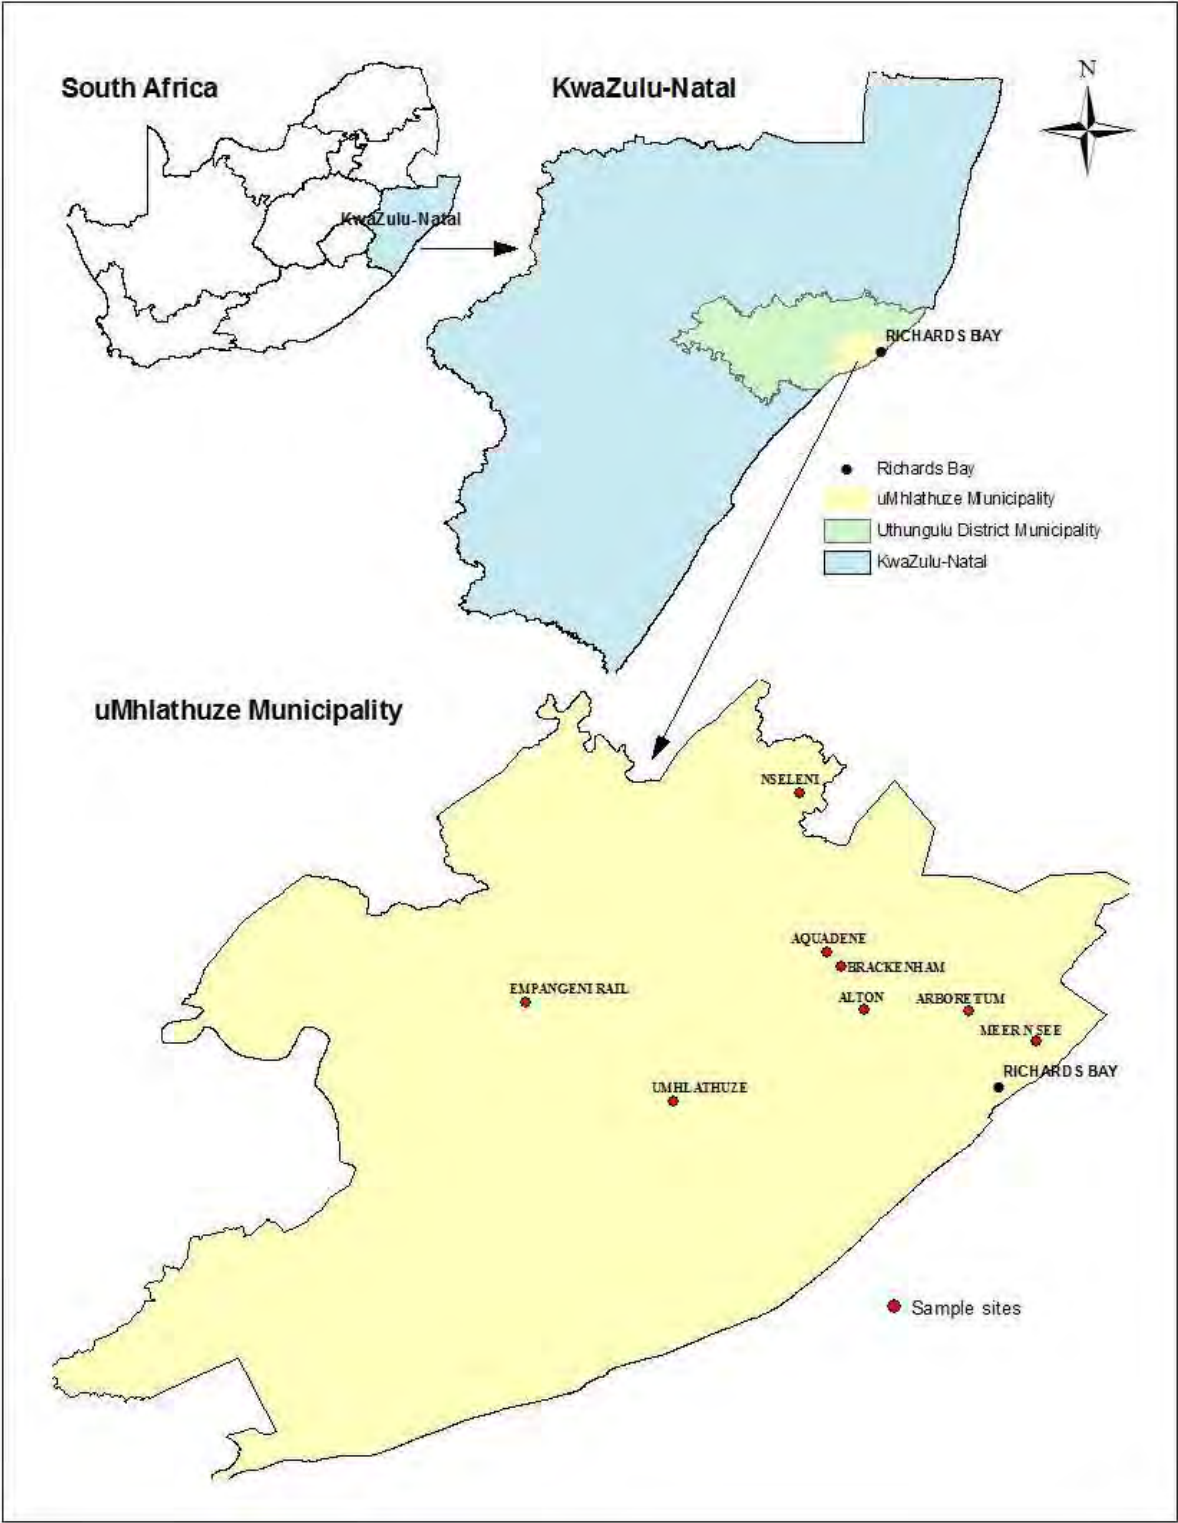 South Africa
KwaZulu-Natal
N
KwaZulu-Natal
RICHARDS BAY
Richards Bay
uMhlathuze Municipality
Uthungulu District Municipality
KwaZulu-Natal
uMhlathuze Municipality
NSELENI
AQUADENE
BRACKENHAM
EMPANGENI RAIL
ALTON
ARBORETUM
MEERNSEE
RICHARDS BAY
UMHLATHUZE
Sample sites